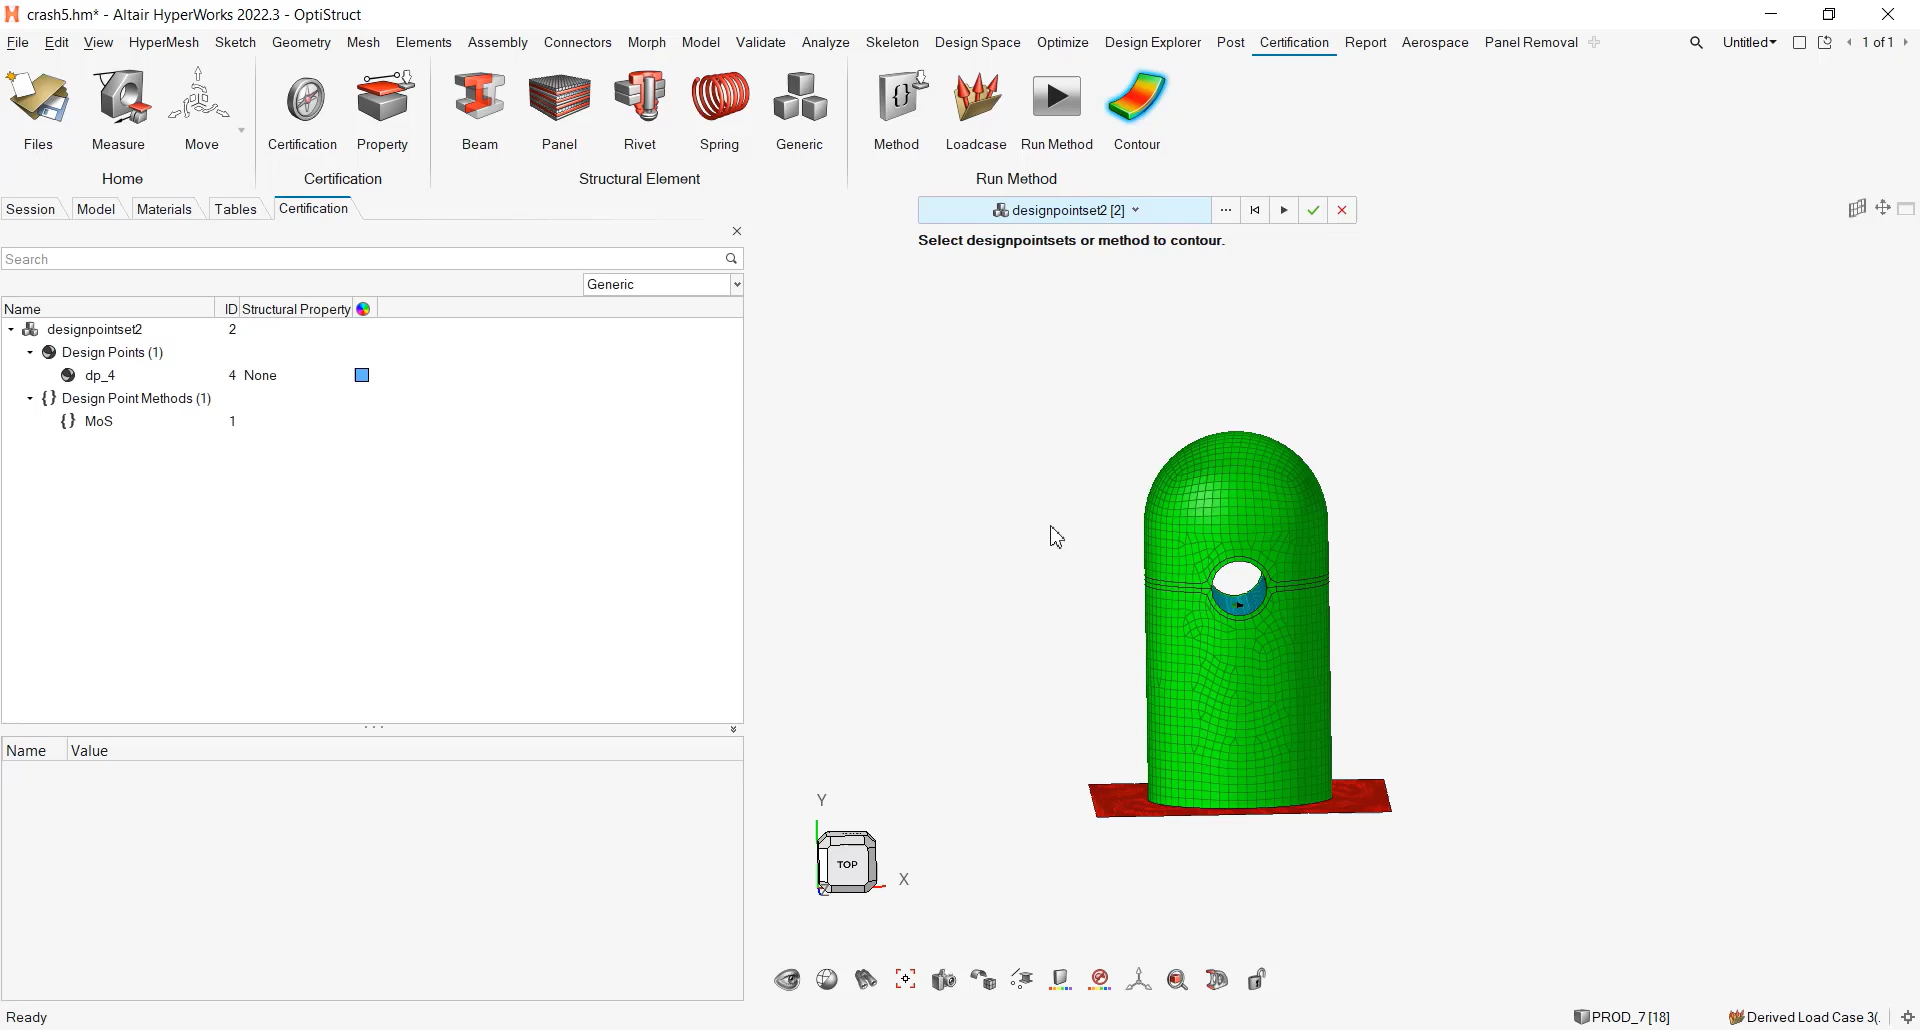 crash5.hm* - Altair HyperWorks 2022.3 - OptiStruct
File Edit View HyperMesh Sketch Geometry Mesh Elements Assembly Connectors Morph Model Validate Analyze Skeleton Design Space Optimize Design Explorer Post Certification Report Aerospace Panel Removal Untitled 1 of 1
Files Measure Move Certification Property Beam Panel Rivet Spring Generic Method Loadcase Run Method Contour
Home Certification Structural Element Run Method
Session Model Materials Tables Certification
designpointset2 [2]
Select designpointsets or method to contour.
Search
Generic
Name ID Structural Property
designpointset2 2
Design Points (1)
dp_4 4 None
Design Point Methods (1)
MoS 1
Name Value
Y
TOP
X
Ready PROD_7 [18] Derived Load Case 3(.